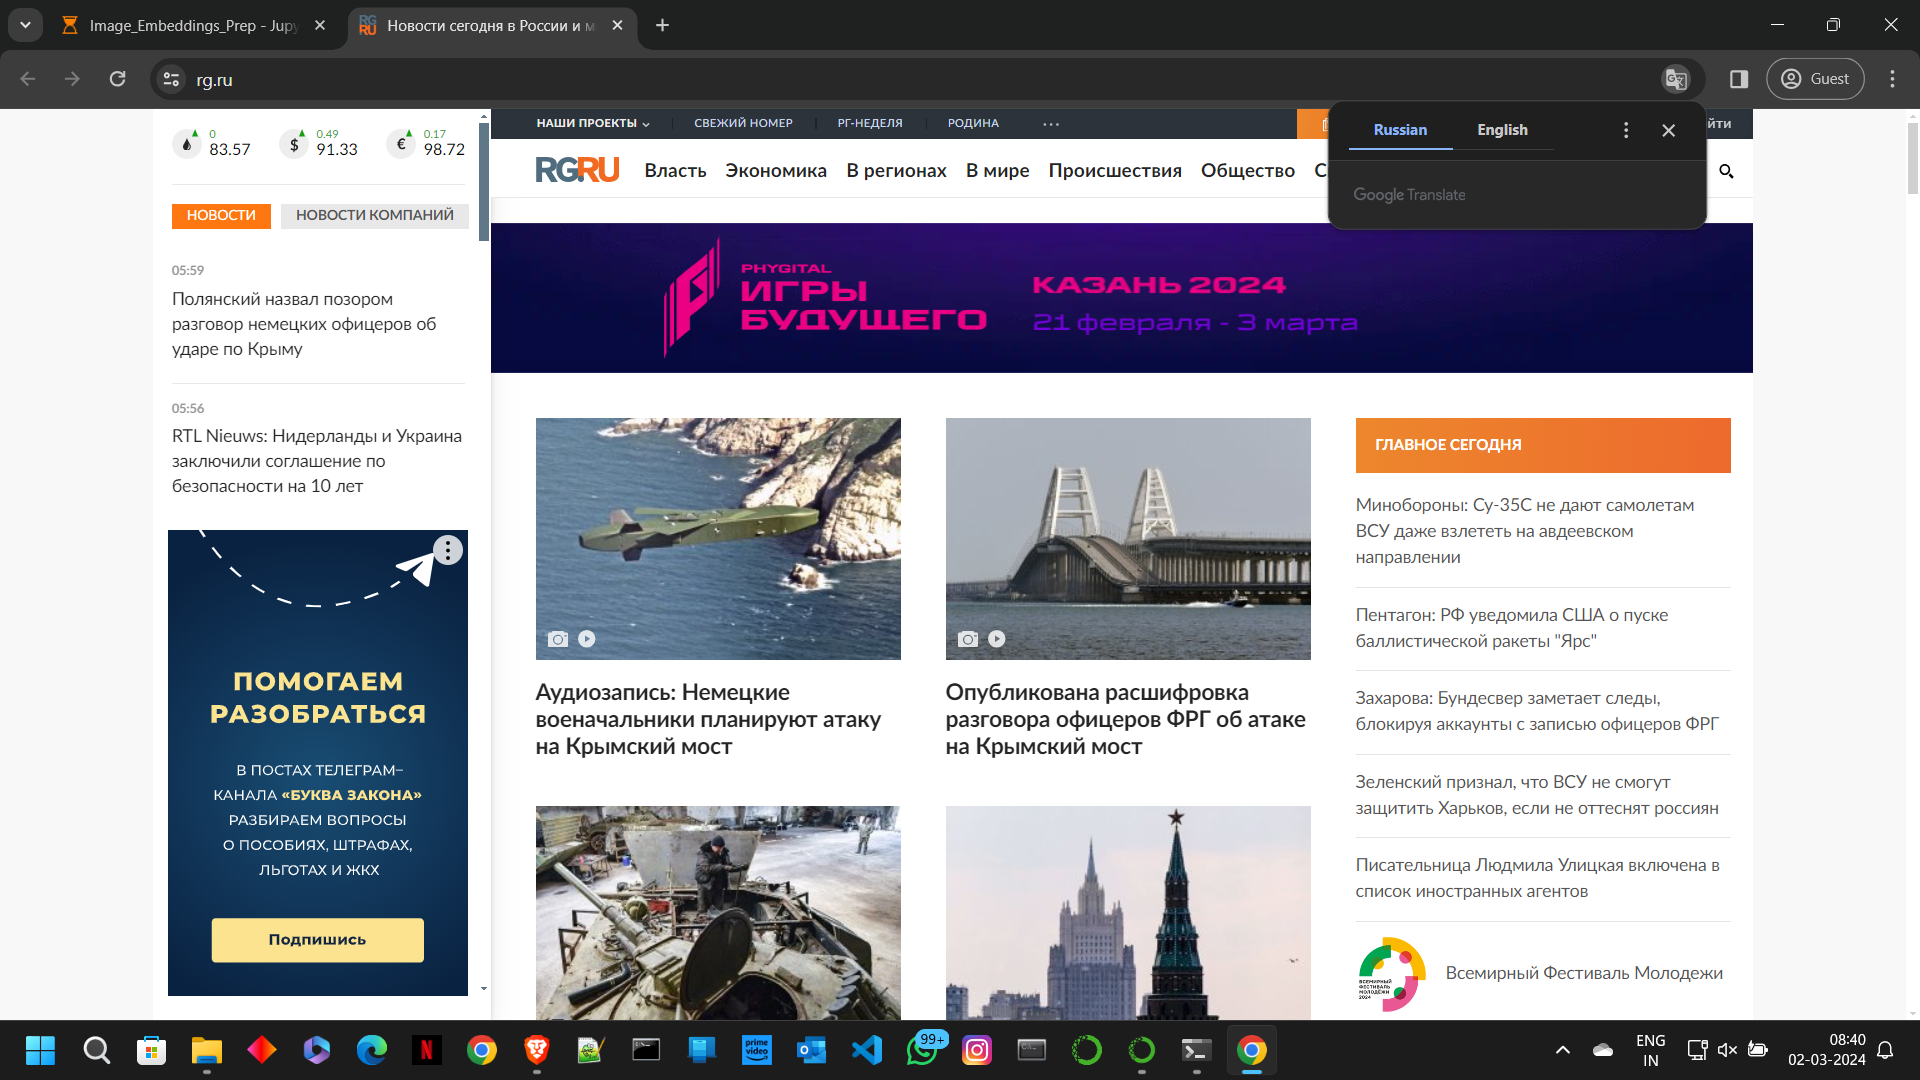 Image_Embeddings_Prep - Jupy
Новости сегодня в России и м
rg.ru
Guest
0
83.57
$
0.49
91.33
€
0.17
98.72
НОВОСТИ
НОВОСТИ КОМПАНИЙ
05:59
Полянский назвал позором
разговор немецких офицеров об
ударе по Крыму
05:56
RTL Nieuws: Нидерланды и Украина
заключили соглашение по
безопасности на 10 лет
ПОМОГАЕМ
РАЗОБРАТЬСЯ
В ПОСТАХ ТЕЛЕГРАМ–
КАНАЛА «БУКВА ЗАКОНА»
РАЗБИРАЕМ ВОПРОСЫ
О ПОСОБИЯХ, ШТРАФАХ,
ЛЬГОТАХ И ЖКХ
Подпишись
НАШИ ПРОЕКТЫ
СВЕЖИЙ НОМЕР
РГ-НЕДЕЛЯ
РОДИНА
...
йти
Russian
English
Google Translate
RG.RU
Власть
Экономика
В регионах
В мире
Происшествия
Общество
С
PHYGITAL
ИГРЫ
БУДУЩЕГО
КАЗАНЬ 2024
21 февраля - 3 марта
Аудиозапись: Немецкие
военачальники планируют атаку
на Крымский мост
Опубликована расшифровка
разговора офицеров ФРГ об атаке
на Крымский мост
ГЛАВНОЕ СЕГОДНЯ
Минобороны: Су-35С не дают самолетам
ВСУ даже взлететь на авдеевском
направлении
Пентагон: РФ уведомила США о пуске
баллистической ракеты "Ярс"
Захарова: Бундесвер заметает следы,
блокируя аккаунты с записью офицеров ФРГ
Зеленский признал, что ВСУ не смогут
защитить Харьков, если не оттеснят россиян
Писательница Людмила Улицкая включена в
список иностранных агентов
ВСЕМИРНЫЙ
ФЕСТИВАЛЬ
МОЛОДЁЖИ
2024
Всемирный Фестиваль Молодежи
prime
video
99+
ENG
IN
08:40
02-03-2024